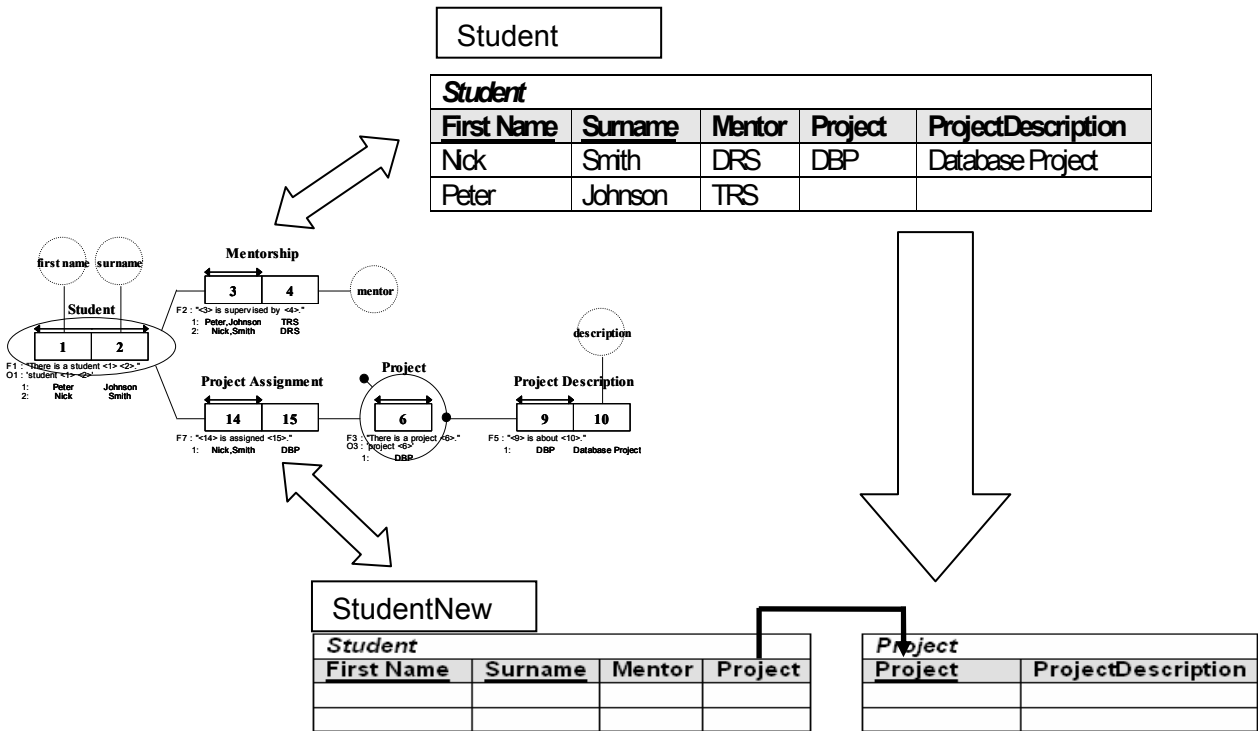 Student
Student
First Name Surname Mentor Project ProjectDescription
Nick Smith DRS DBP Database Project
Peter Johnson TRS
first name surname
Mentorship
3 4
mentor
F2 : "<3> is supervised by <4>."
1: Peter,Johnson TRS
2: Nick,Smith DRS
Student
1 2
F1 : "There is a student <1> <2>."
O1 : 'student <1> <2>'
1: Peter Johnson
2: Nick Smith
description
Project Assignment
14 15
F7 : "<14> is assigned <15>."
1: Nick,Smith DBP
Project
6
F3 : "There is a project <6>."
O3 : 'project <6>'
1: DBP
Project Description
9 10
F5 : "<9> is about <10>."
1: DBP Database Project
StudentNew
Student
First Name Surname Mentor Project
Project
Project ProjectDescription